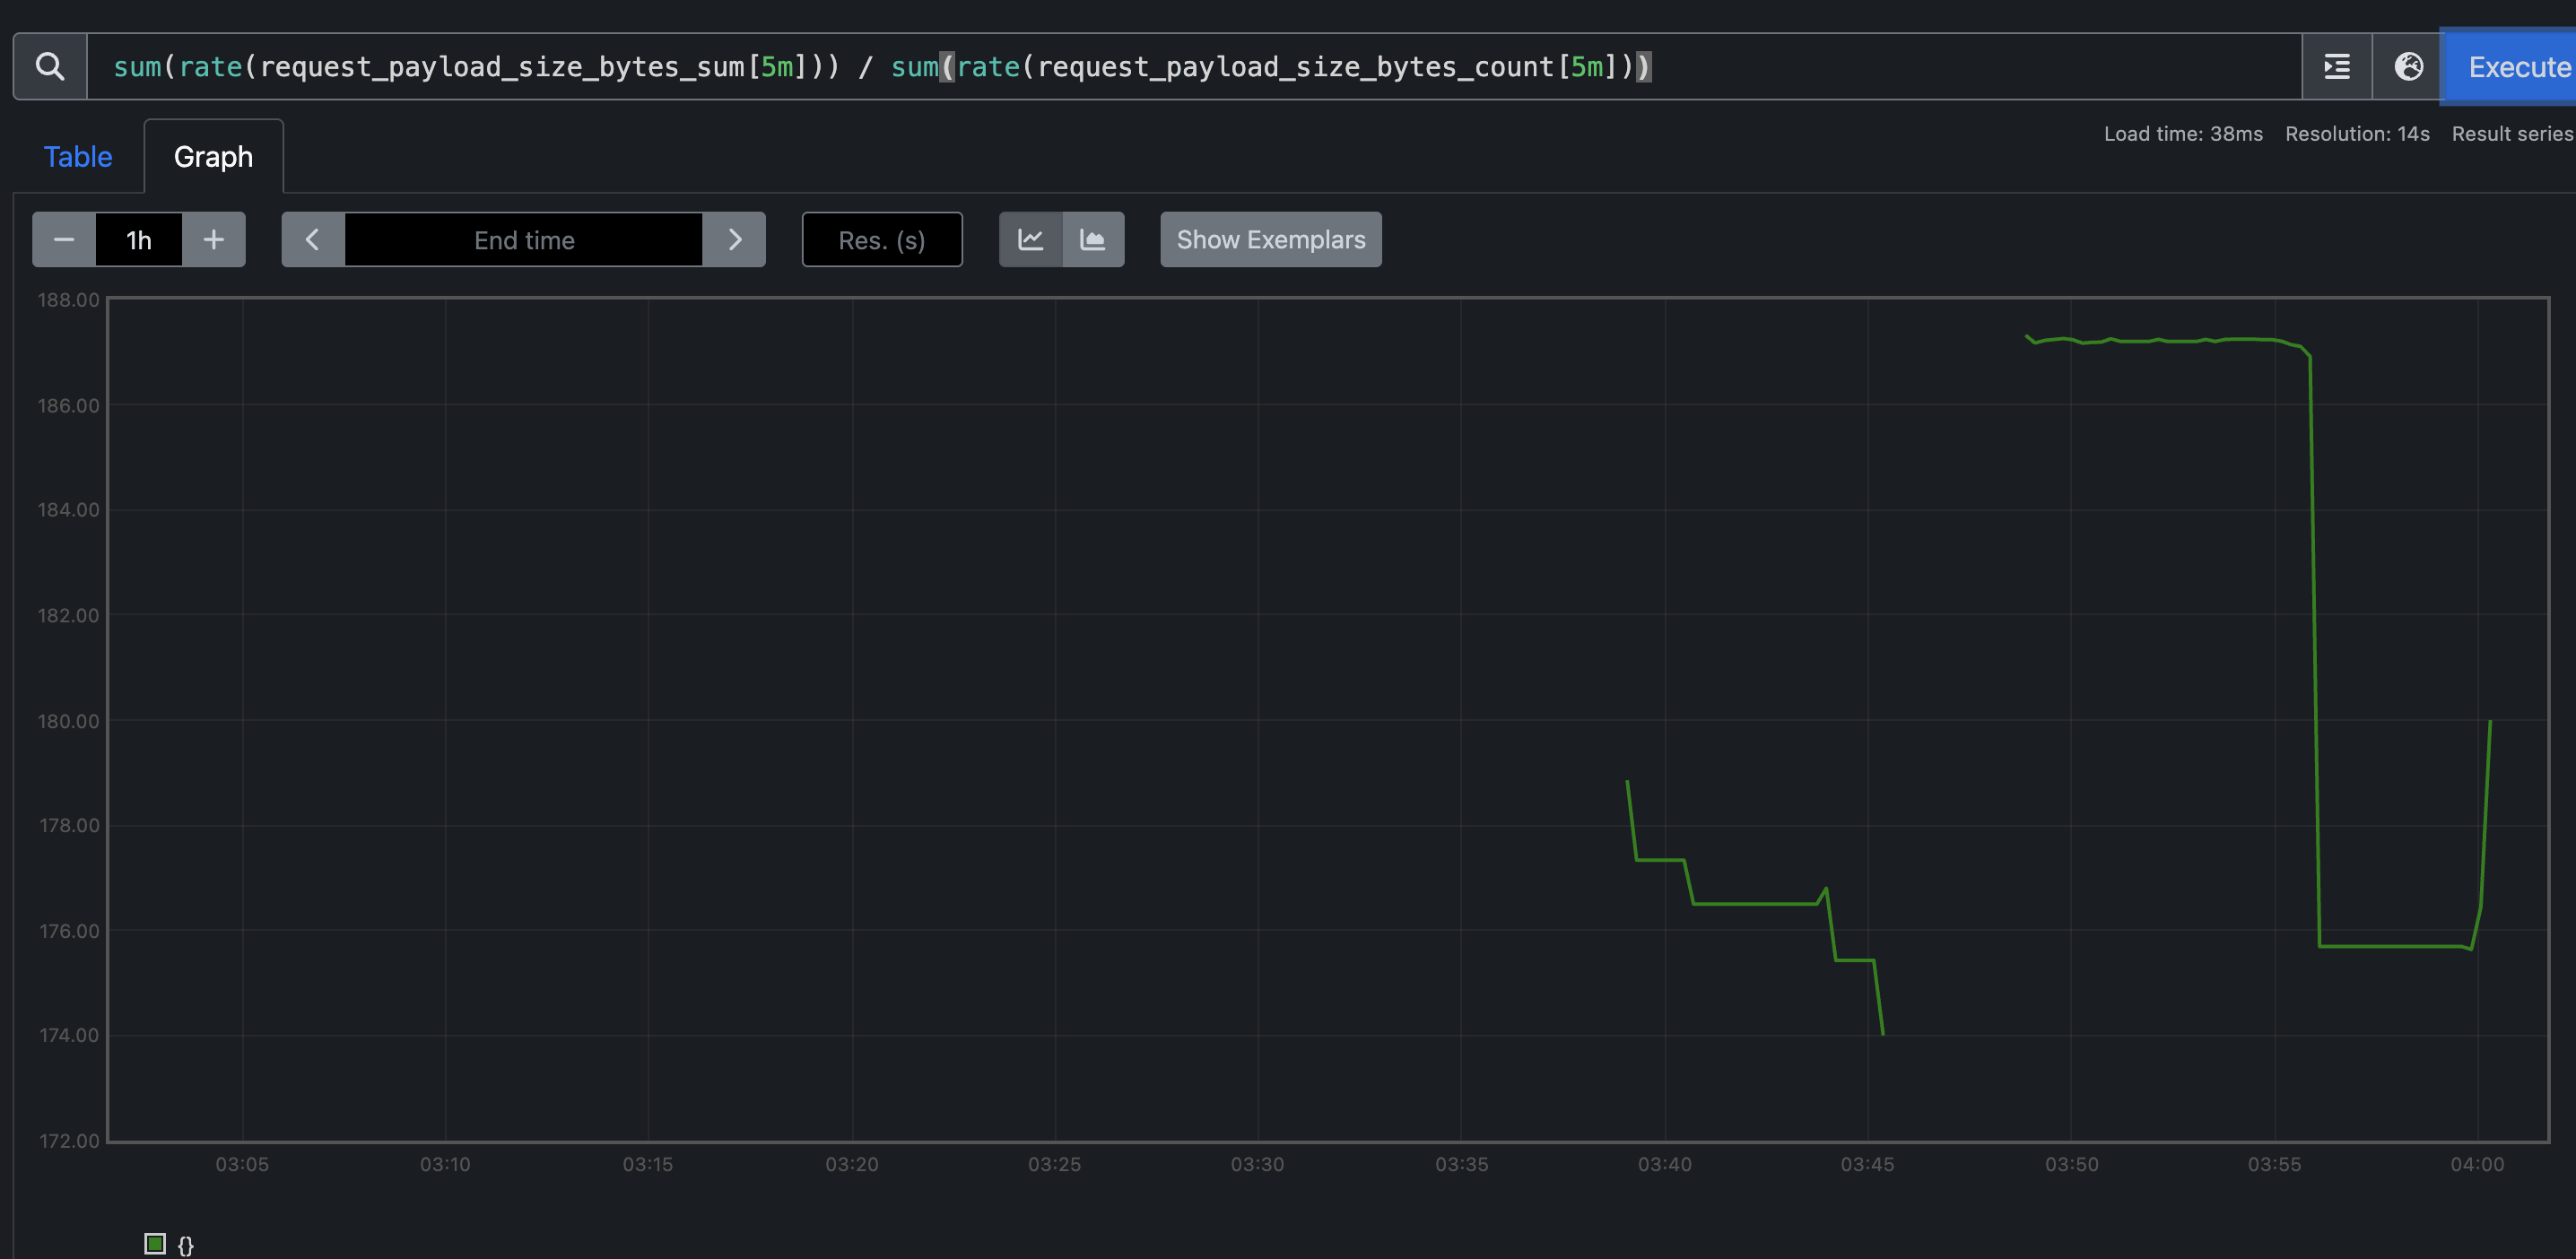 sum(rate(request_payload_size_bytes_sum[5m])) / sum(rate(request_payload_size_bytes_count[5m]))
Execute
Table
Graph
Load time: 38ms Resolution: 14s Result series
1h
End time
Res. (s)
Show Exemplars
188.00
186.00
184.00
182.00
180.00
178.00
176.00
174.00
172.00
03:05 03:10 03:15 03:20 03:25 03:30 03:35 03:40 03:45 03:50 03:55 04:00
{}